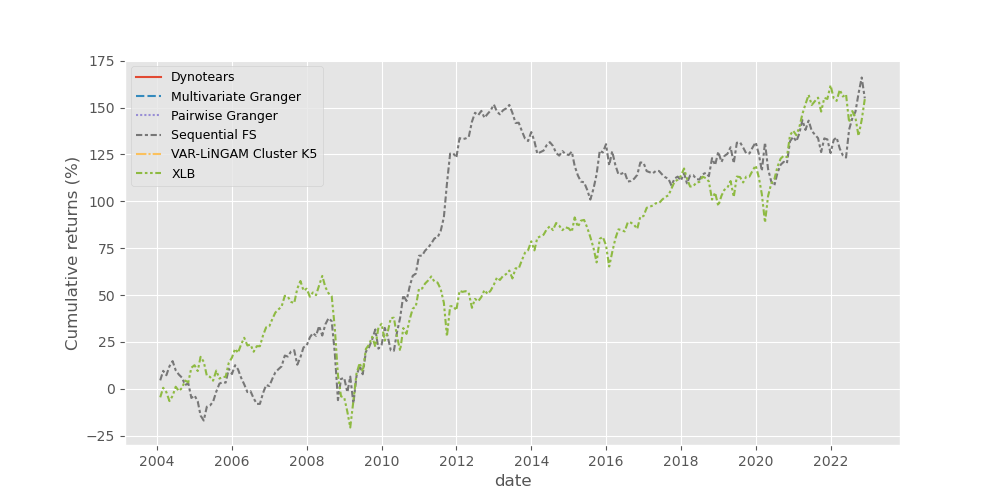 175
150
125
100
75
50
25
0
−25
Cumulative returns (%)
Dynotears
Multivariate Granger
Pairwise Granger
Sequential FS
VAR-LiNGAM Cluster K5
XLB
2004 2006 2008 2010 2012 2014 2016 2018 2020 2022
date